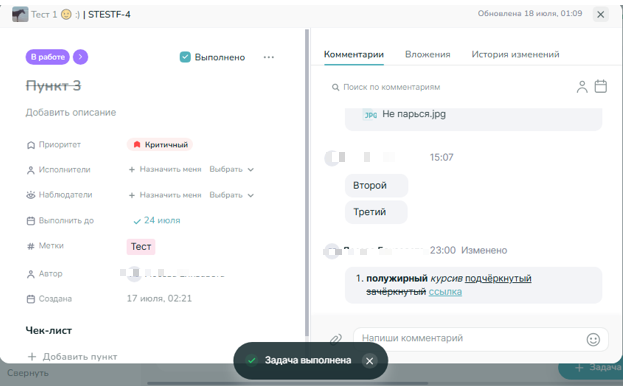 Тест 1 🙂 :) | STESTF-4
Обновлена 18 июля, 01:09
В работе
Выполнено
Пункт 3
Добавить описание
Приоритет Критичный
Исполнители + Назначить меня Выбрать
Наблюдатели + Назначить меня Выбрать
Выполнить до 24 июля
# Метки Тест
Автор
Создана 17 июля, 02:21
Чек-лист
+ Добавить пункт
Свернуть
Комментарии Вложения История изменений
Поиск по комментариям
JPG Не парься.jpg
15:07
Второй
Третий
23:00 Изменено
1. полужирный курсив подчёркнутый
зачёркнутый ссылка
Напиши комментарий
Задача выполнена
+ Задача